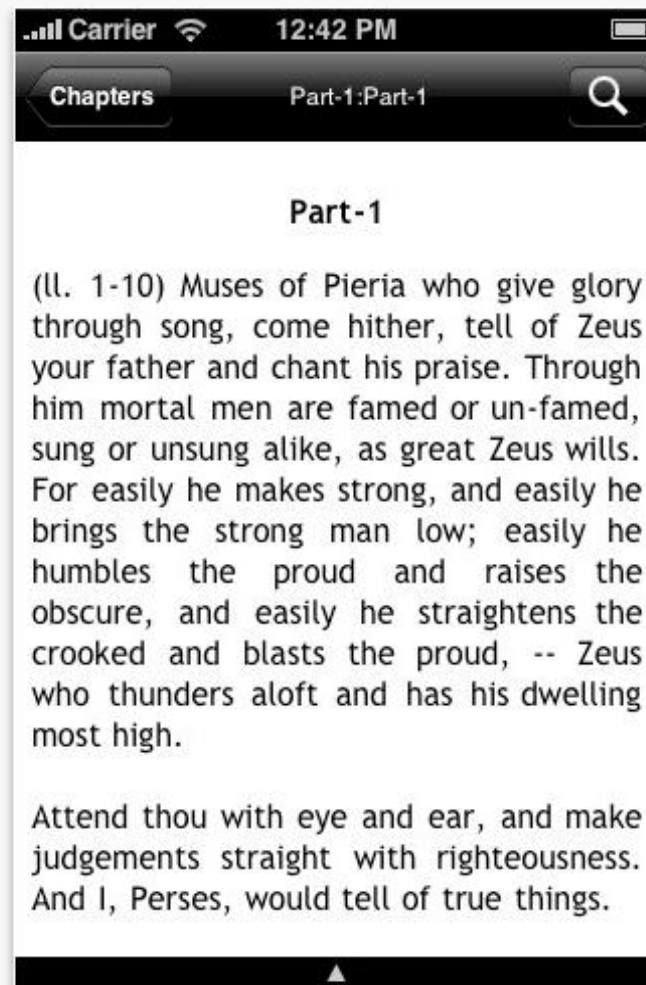 Carrier 12:42 PM
Chapters Part-1:Part-1
Part-1
(ll. 1-10) Muses of Pieria who give glory
through song, come hither, tell of Zeus
your father and chant his praise. Through
him mortal men are famed or un-famed,
sung or unsung alike, as great Zeus wills.
For easily he makes strong, and easily he
brings the strong man low; easily he
humbles the proud and raises the
obscure, and easily he straightens the
crooked and blasts the proud, -- Zeus
who thunders aloft and has his dwelling
most high.
Attend thou with eye and ear, and make
judgements straight with righteousness.
And I, Perses, would tell of true things.